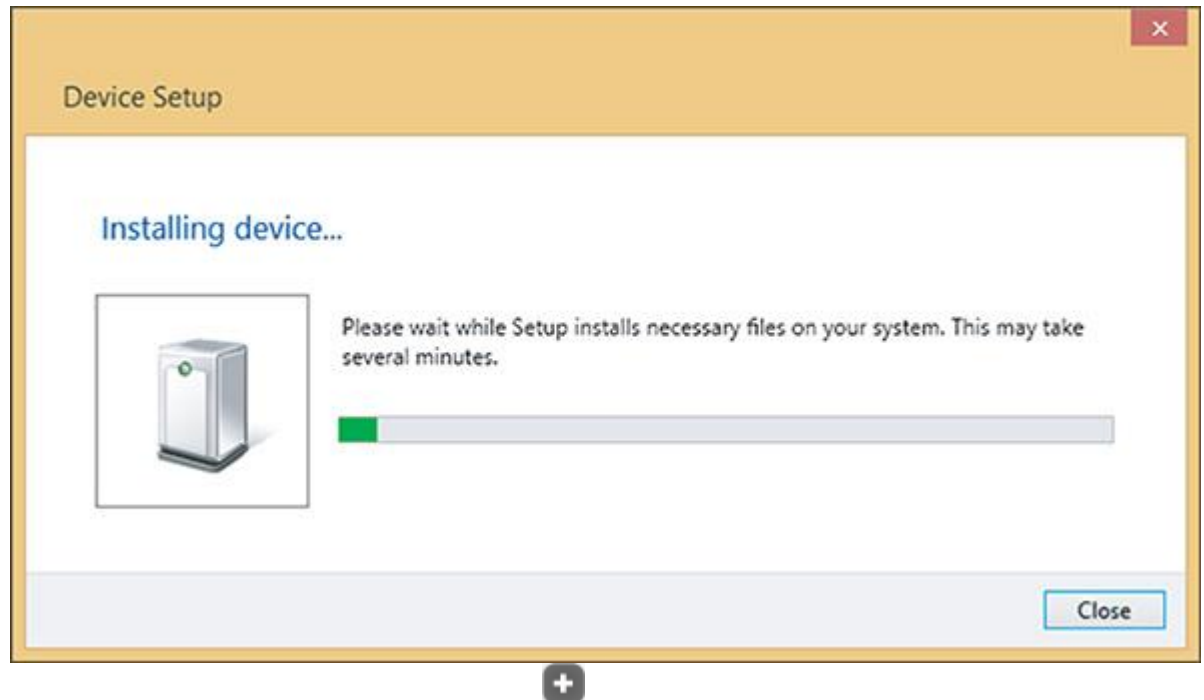 Device Setup
Installing device...
Please wait while Setup installs necessary files on your system. This may take
several minutes.
Close